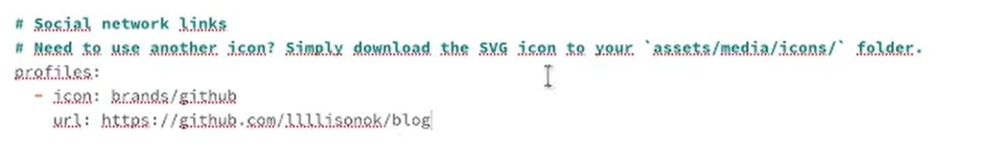 # Social network links
# Need to use another icon? Simply download the SVG icon to your `assets/media/icons/` folder.
profiles:
  - icon: brands/github
    url: https://github.com/lllllisonok/blog